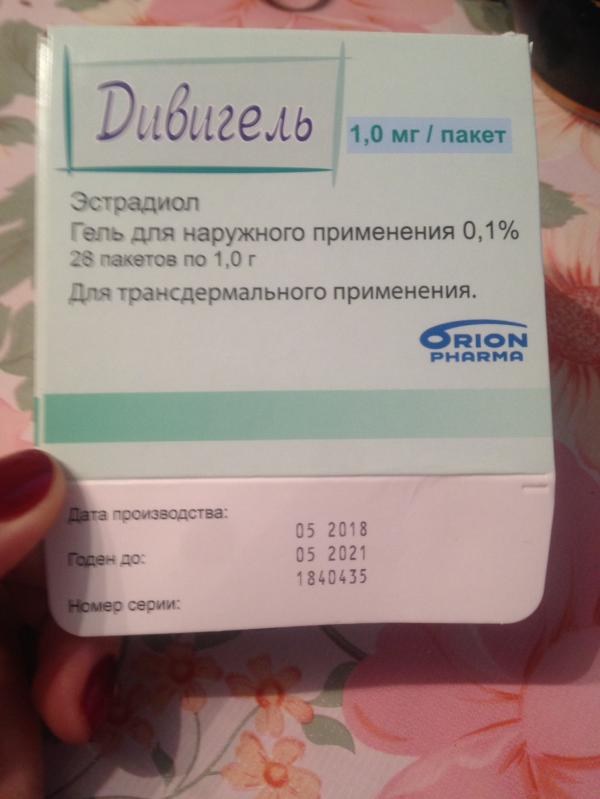 Дивигель
1,0 мг / пакет
Эстрадиол
Гель для наружного применения 0,1%
28 пакетов по 1,0 г
Для трансдермального применения.
ORION
PHARMA
Дата производства:
05 2018
Годен до:
05 2021
1840435
Номер серии: